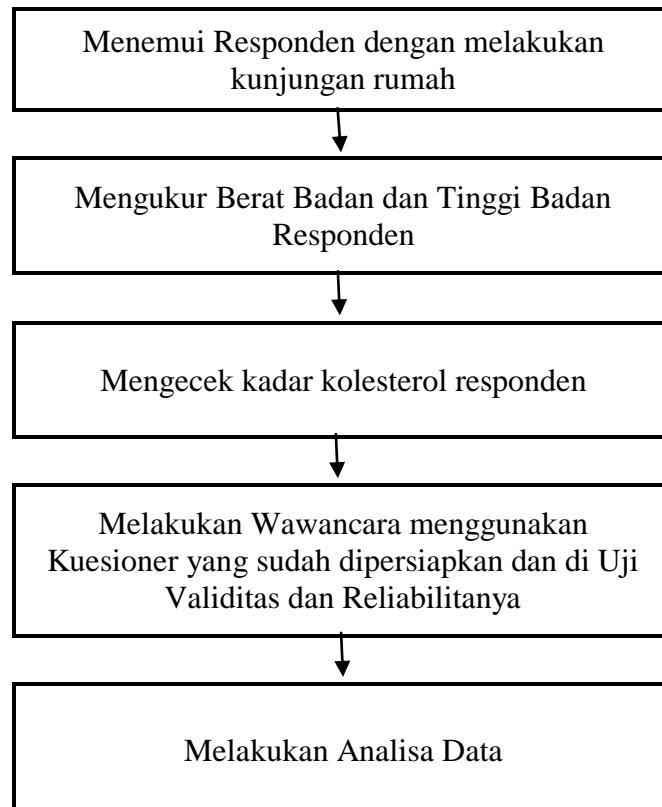 Menemui Responden dengan melakukan
kunjungan rumah
Mengukur Berat Badan dan Tinggi Badan
Responden
Mengecek kadar kolesterol responden
Melakukan Wawancara menggunakan
Kuesioner yang sudah dipersiapkan dan di Uji
Validitas dan Reliabilitanya
Melakukan Analisa Data